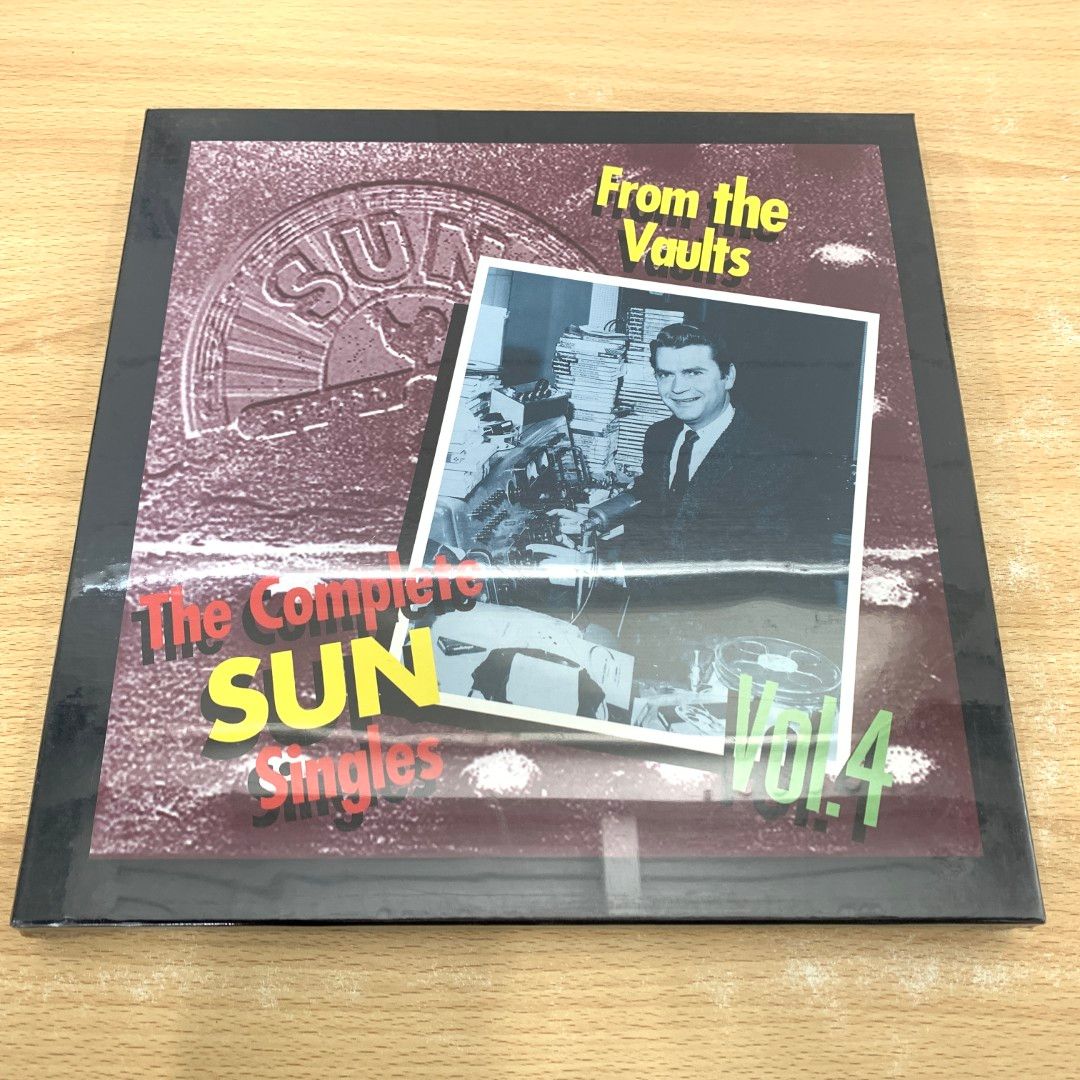 SUN
From the
Vaults
The Complete
SUN
Singles
Vol.4